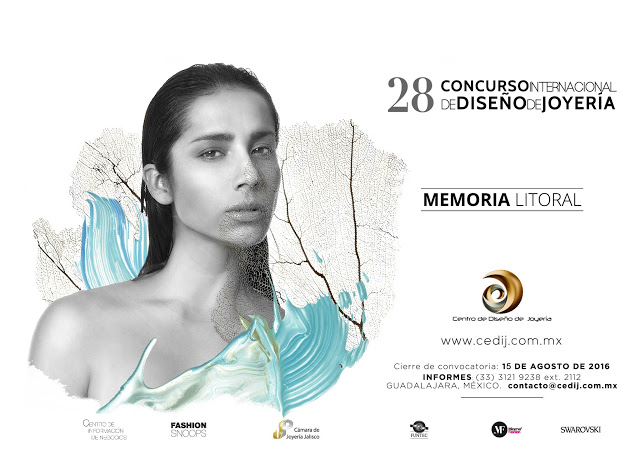 28 CONCURSO INTERNACIONAL
DE DISEÑO DE JOYERÍA
MEMORIA LITORAL
Centro de Diseño de Joyería
www.cedij.com.mx
Cierre de convocatoria: 15 DE AGOSTO DE 2016
INFORMES (33) 3121 9238 ext. 2112
GUADALAJARA, MÉXICO. contacto@cedij.com.mx
CENTRO DE
INFORMACIÓN
DE NEGOCIOS
FASHION
SNOOPS
Cámara de
Joyería Jalisco
FUNTEC
MF
SWAROVSKI